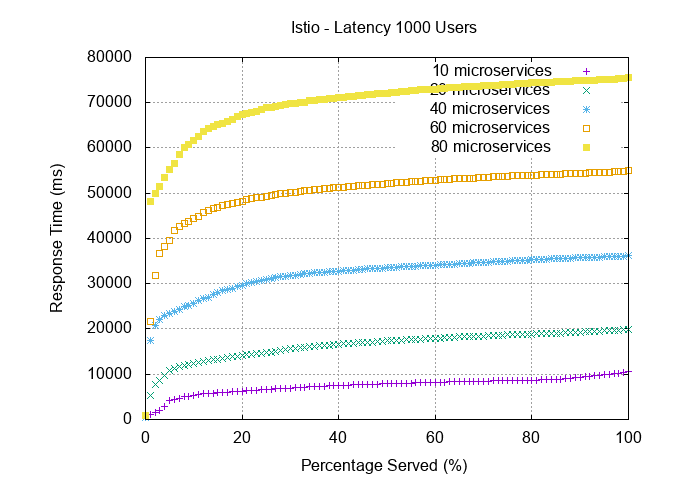 Istio - Latency 1000 Users
80000
70000
60000
50000
40000
30000
20000
10000
0
Response Time (ms)
10 microservices
20 microservices
40 microservices
60 microservices
80 microservices
0 20 40 60 80 100
Percentage Served (%)